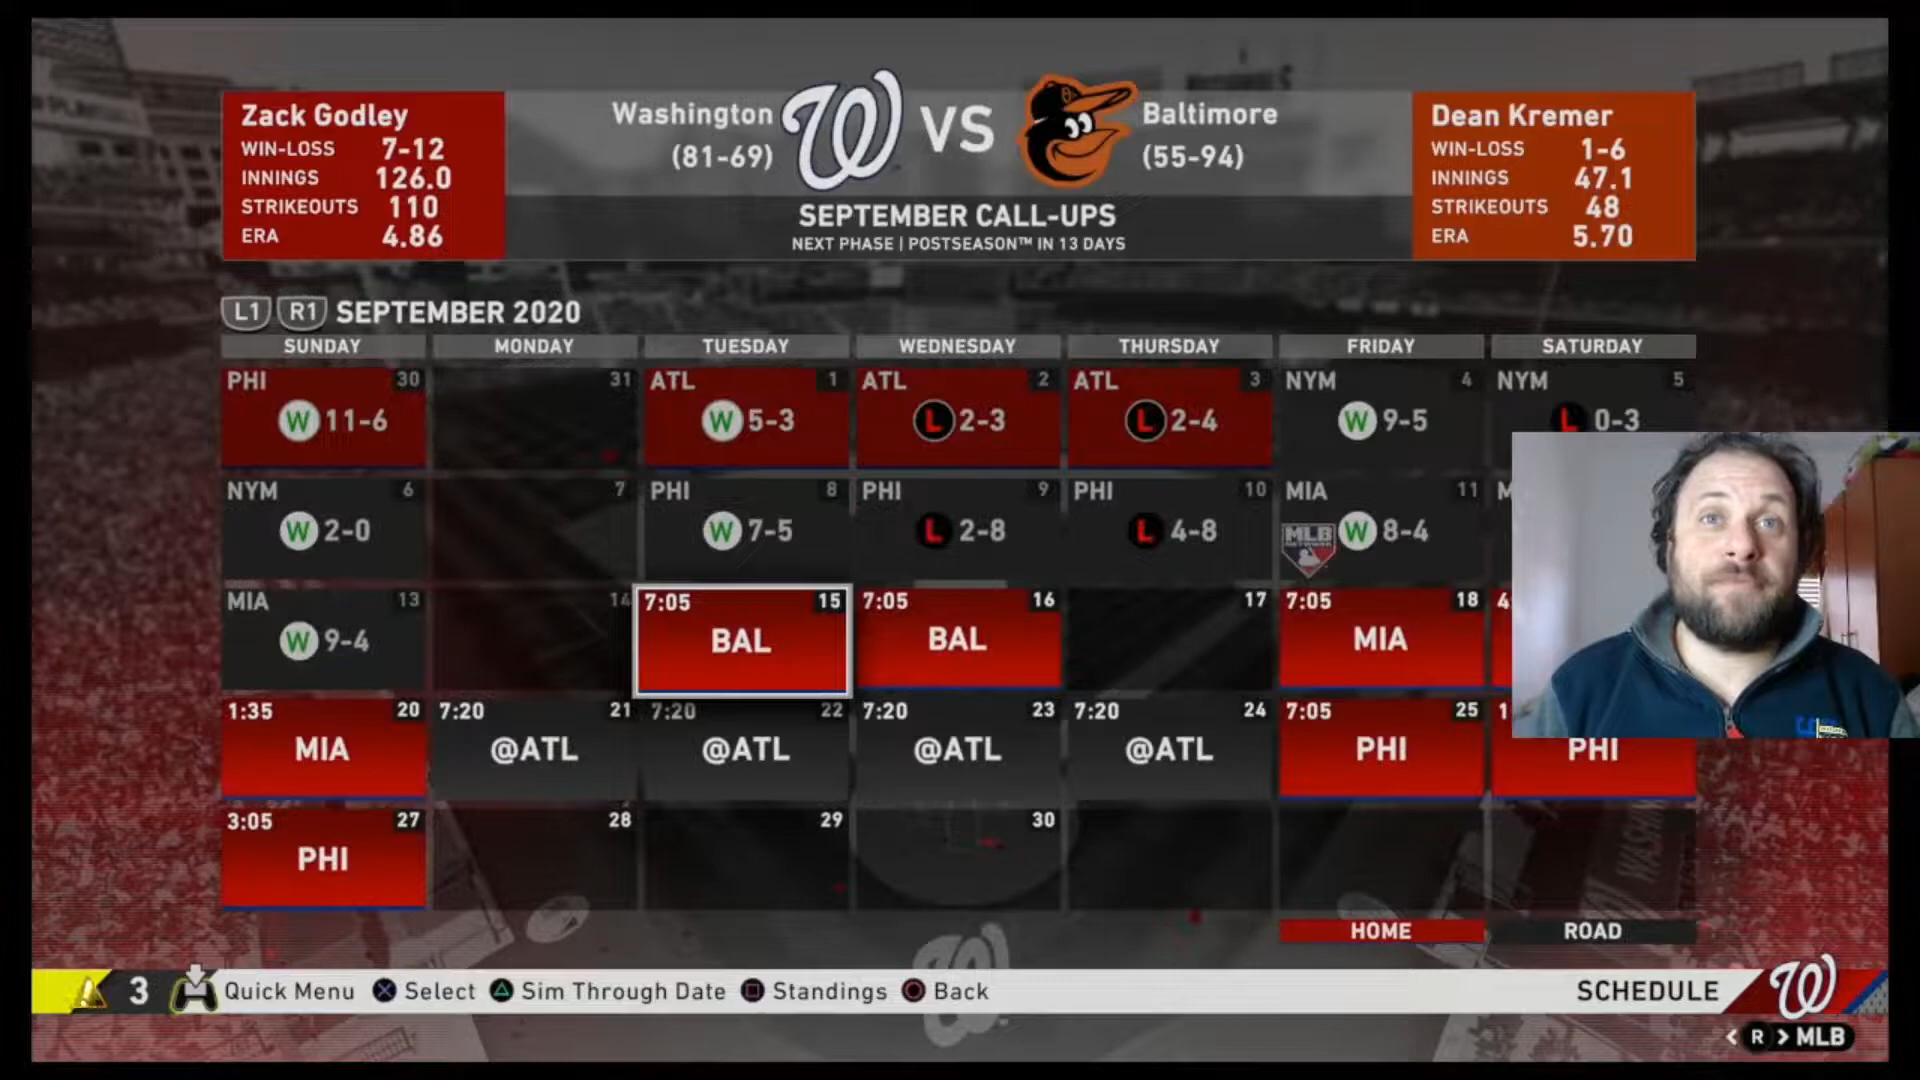 Zack Godley
WIN-LOSS 7-12
INNINGS 126.0
STRIKEOUTS 110
ERA 4.86
Washington
(81-69)
W VS
Baltimore
(55-94)
SEPTEMBER CALL-UPS
NEXT PHASE | POSTSEASON™ IN 13 DAYS
Dean Kremer
WIN-LOSS 1-6
INNINGS 47.1
STRIKEOUTS 48
ERA 5.70
L1 R1 SEPTEMBER 2020
SUNDAY MONDAY TUESDAY WEDNESDAY THURSDAY FRIDAY SATURDAY
PHI 30 31 ATL 1 ATL 2 ATL 3 NYM 4 NYM 5
W 11-6 W 5-3 L 2-3 L 2-4 W 9-5 L 0-3
NYM 6 7 PHI 8 PHI 9 PHI 10 MIA 11 M
W 2-0 W 7-5 L 2-8 L 4-8 MLB NETWORK W 8-4
MIA 13 14 7:05 15 7:05 16 17 7:05 18 4
W 9-4 BAL BAL MIA
1:35 20 7:20 21 7:20 22 7:20 23 7:20 24 7:05 25 1
MIA @ATL @ATL @ATL @ATL PHI PHI
3:05 27 28 29 30
PHI
HOME ROAD
3 Quick Menu Select Sim Through Date Standings Back
SCHEDULE W
< R > MLB